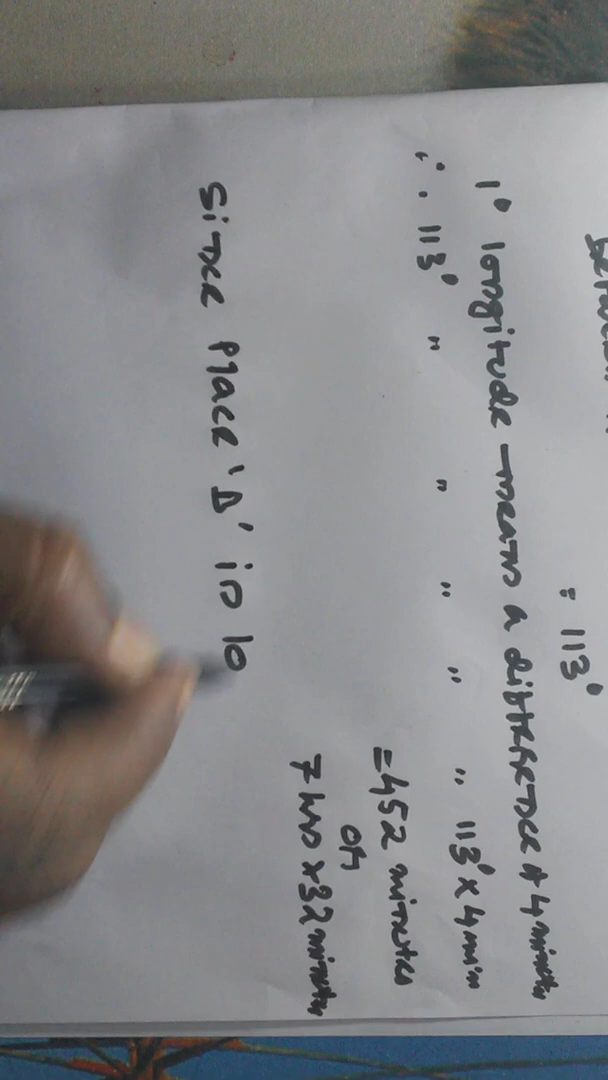 = 113°
1° longitude means a difference of 4 minutes
∴ 113° " " " " " 113° x 4 min
= 452 minutes
or
7 hrs x 32 minutes
Since Place 'B' is lo